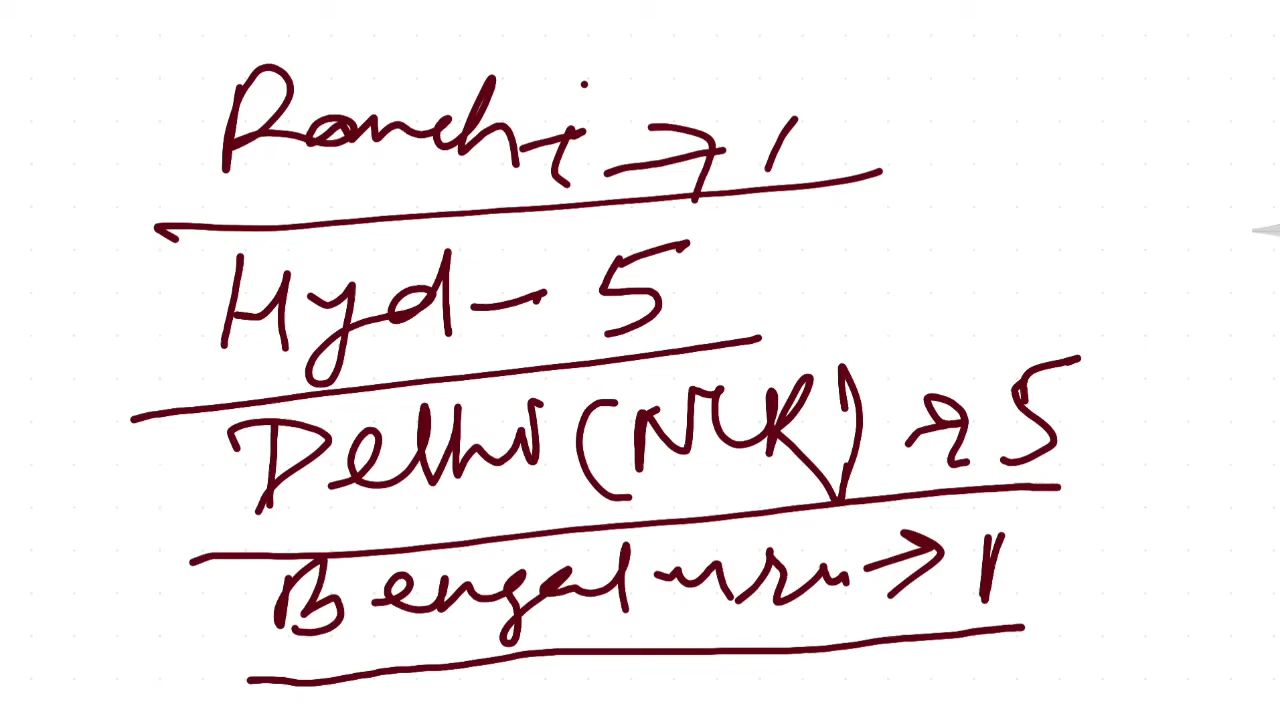 Ranchi → 1
Hyd - 5
Delhi (NCR) → 5
Bengaluru → 1